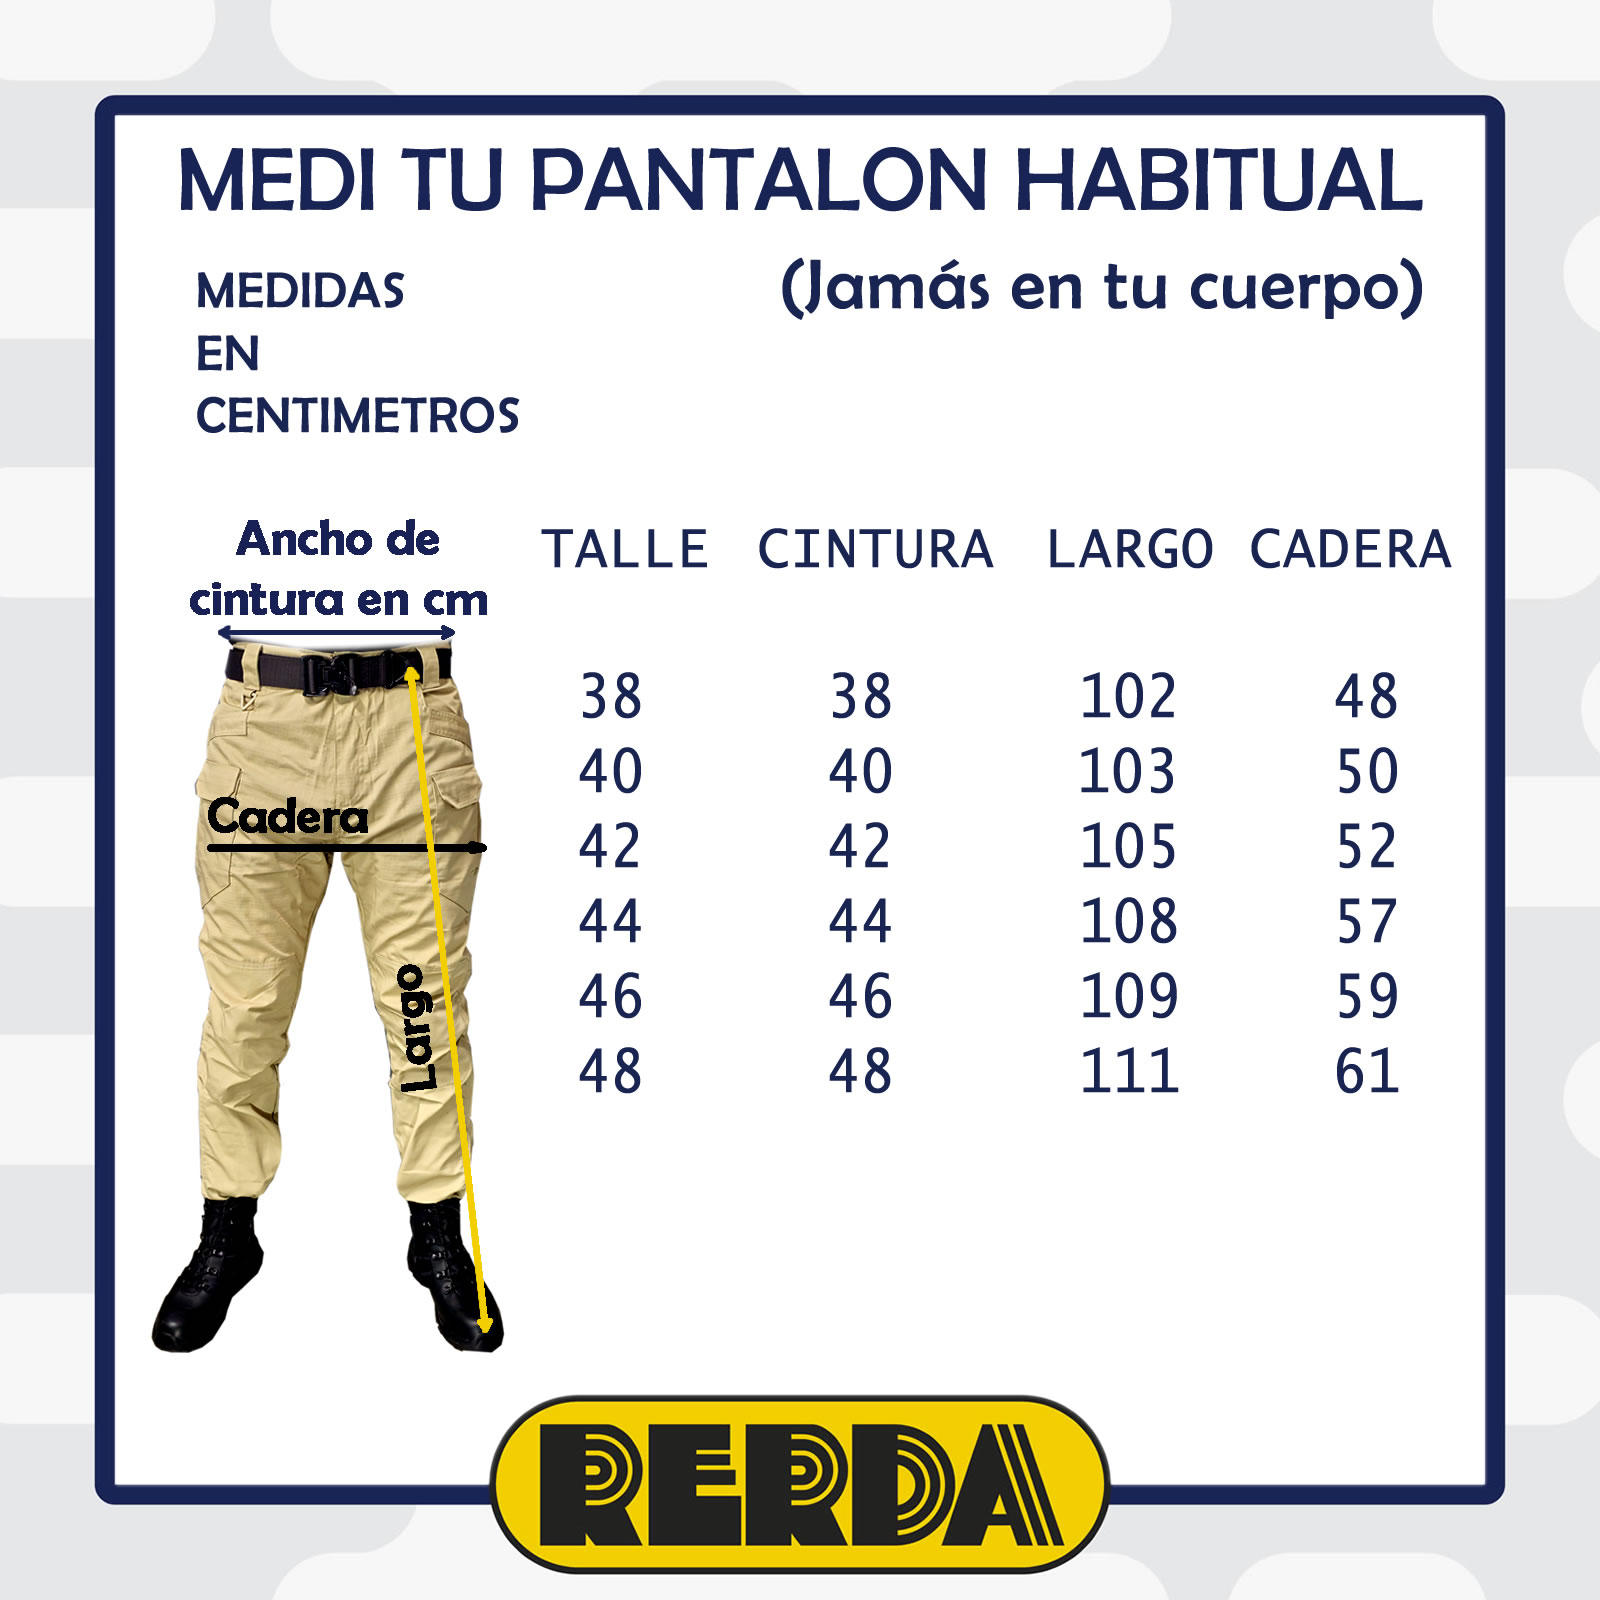 MEDI TU PANTALON HABITUAL
(Jamás en tu cuerpo)
MEDIDAS
EN
CENTIMETROS
Ancho de
cintura en cm
Cadera
Largo
TALLE CINTURA LARGO CADERA
38 38 102 48
40 40 103 50
42 42 105 52
44 44 108 57
46 46 109 59
48 48 111 61
RERDA